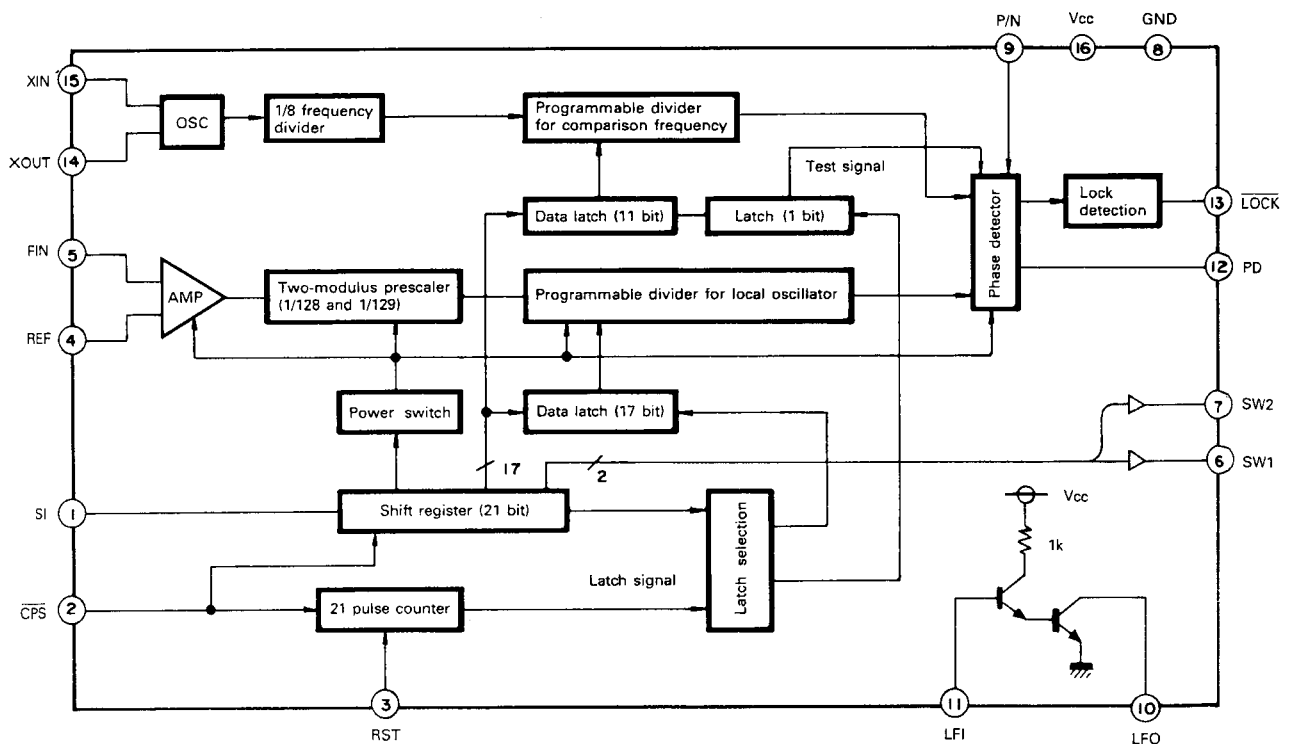 P/N
Vcc
GND
9
16
8
XIN
15
OSC
1/8 frequency
divider
Programmable divider
for comparison frequency
XOUT
14
Test signal
Data latch (11 bit)
Latch (1 bit)
Phase detector
Lock
detection
13
LOCK
FIN
5
AMP
Two-modulus prescaler
(1/128 and 1/129)
Programmable divider for local oscillator
12
PD
REF
4
Power switch
Data latch (17 bit)
7
SW2
17
2
6
SW1
SI
1
Shift register (21 bit)
Latch selection
Vcc
1k
Latch signal
CPS
2
21 pulse counter
3
RST
11
LFI
10
LFO